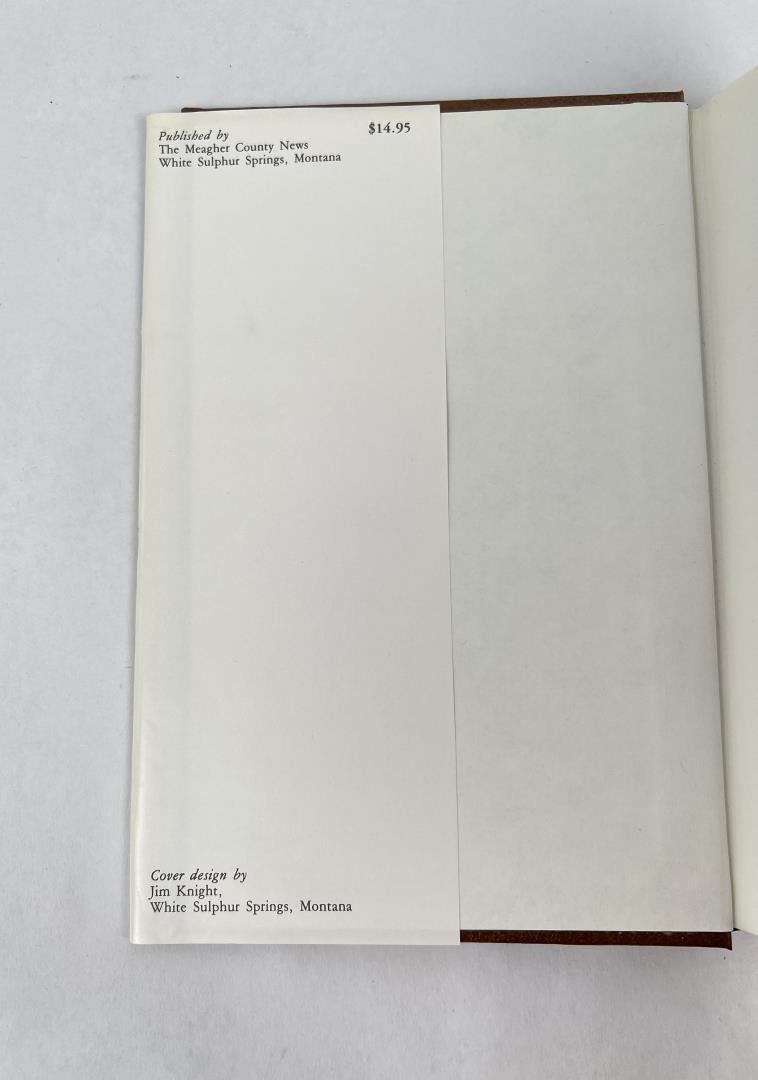 $14.95
Published by
The Meagher County News
White Sulphur Springs, Montana
Cover design by
Jim Knight,
White Sulphur Springs, Montana